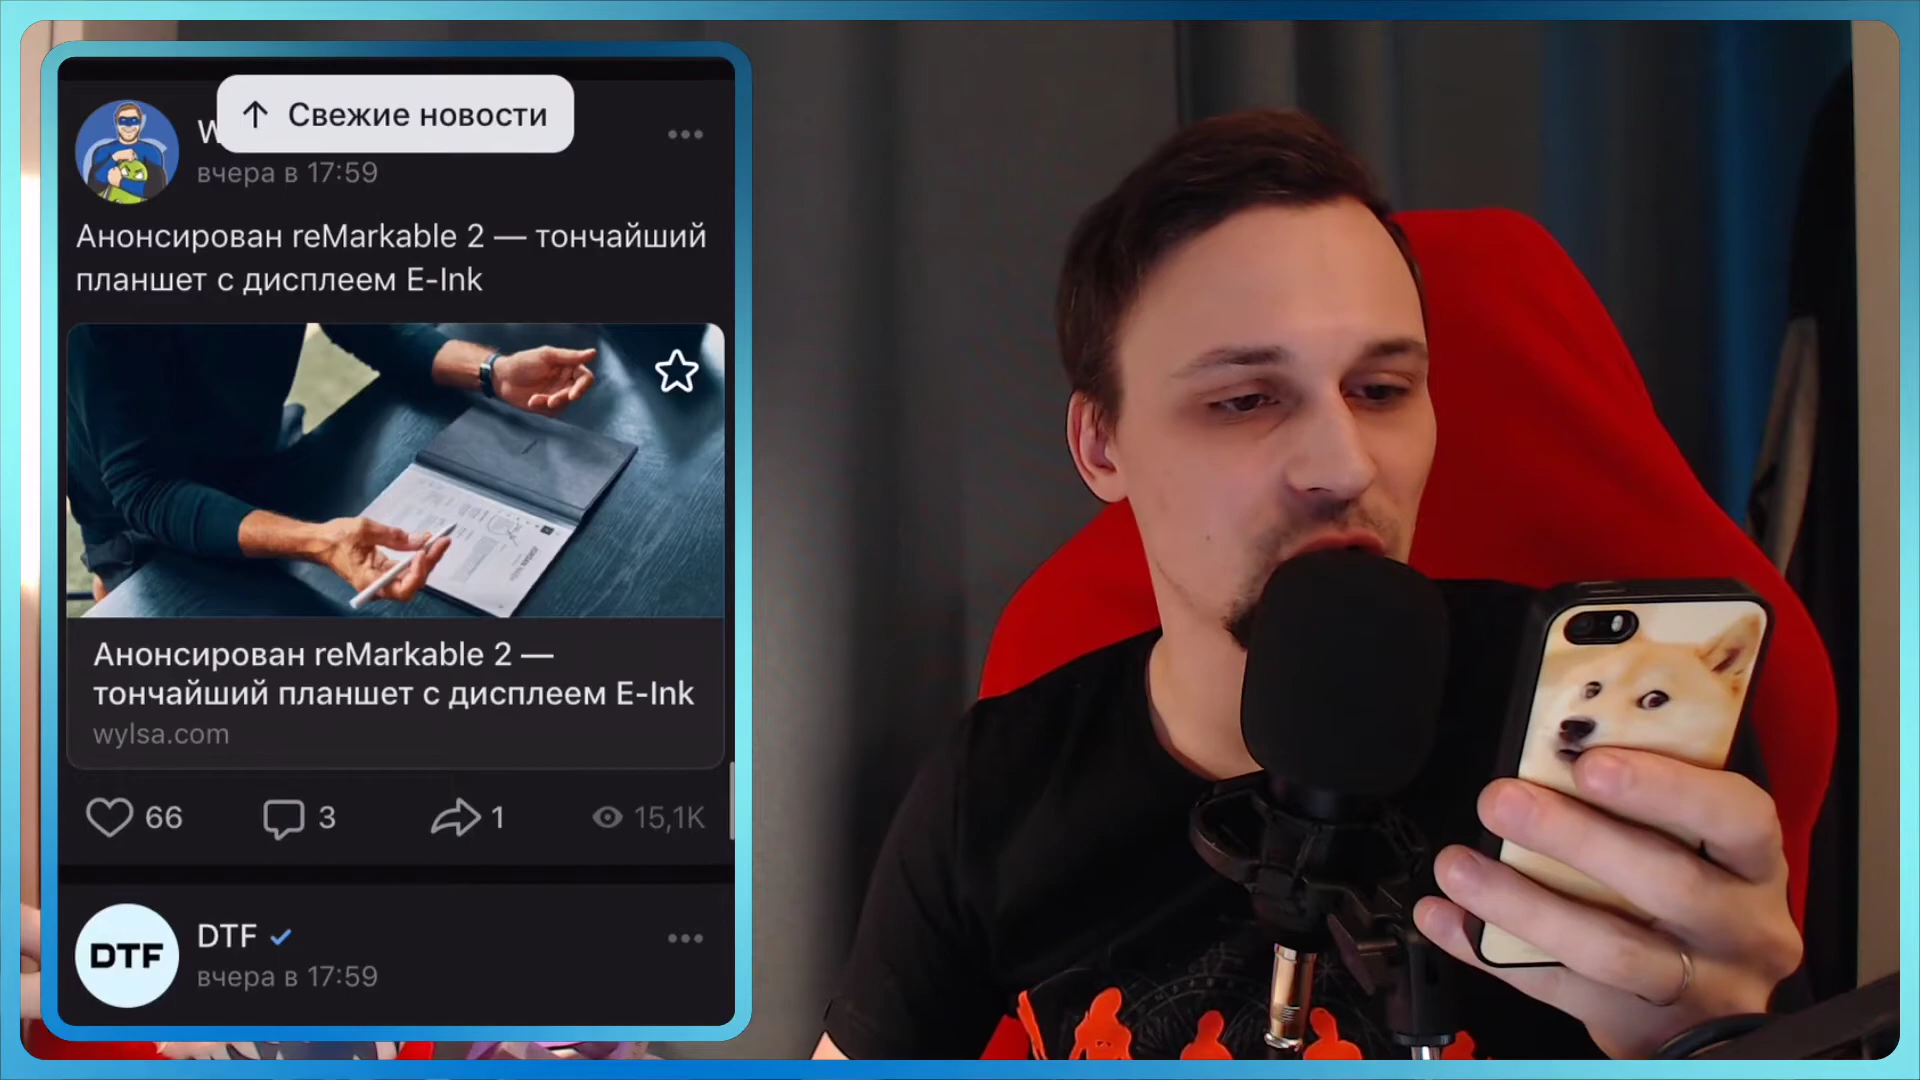 Свежие новости
W
вчера в 17:59
Анонсирован reMarkable 2 — тончайший
планшет с дисплеем E-Ink
Анонсирован reMarkable 2 —
тончайший планшет с дисплеем E-Ink
wylsa.com
66 3 1 15,1K
DTF
DTF
вчера в 17:59